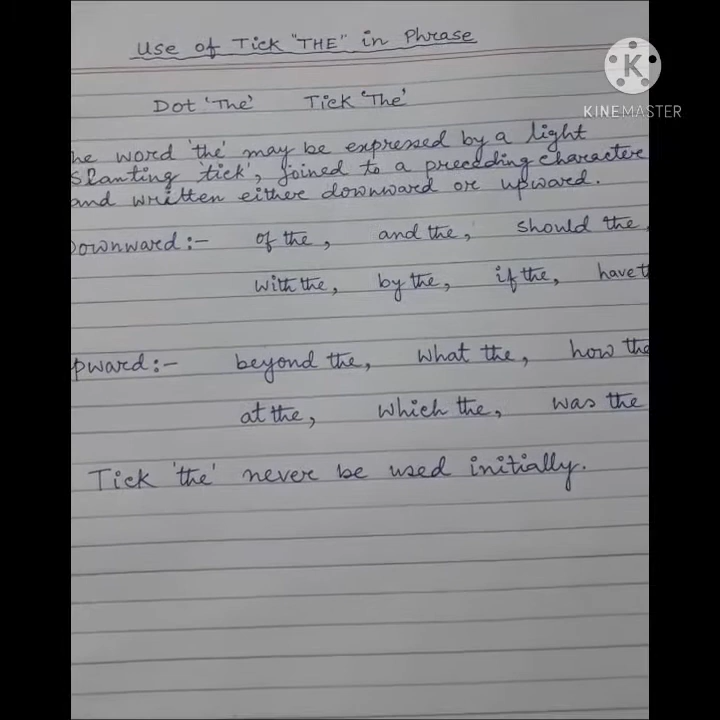 Use of Tick "THE" in Phrase
K
KINEMASTER
Dot 'The' Tick 'The'
he word 'the' may be expressed by a light
slanting 'tick', joined to a preceding character
and written either downward or upward.
ownward:- of the, and the, should the,
with the, by the, if the, have t
pward:- beyond the, what the, how the
at the, which the, was the
Tick 'the' never be used initially.